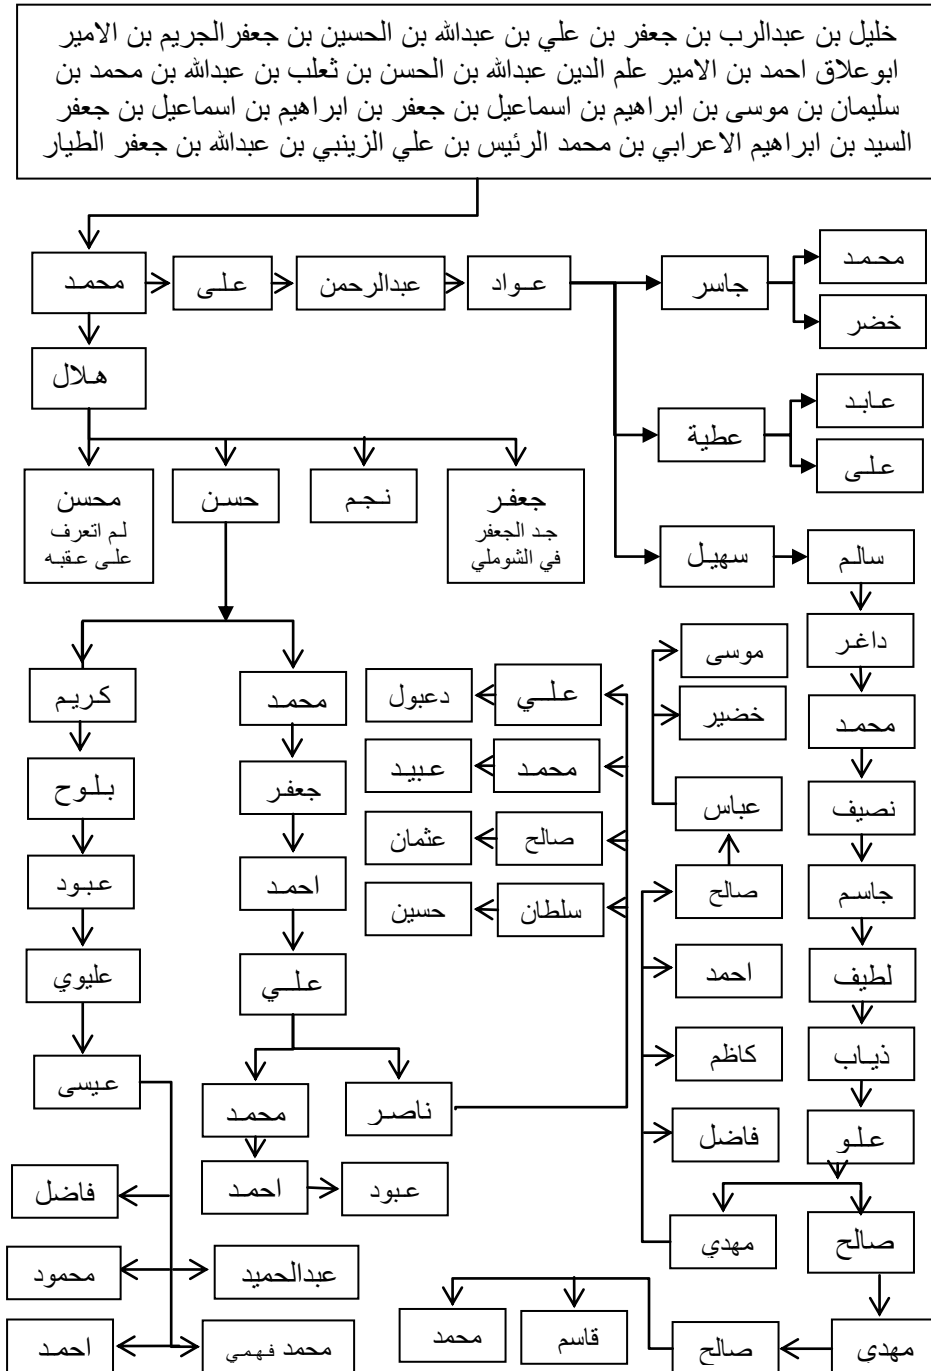 خليل بن عبدالرب بن جعفر بن علي بن عبدالله بن الحسين بن جعفرالجريم بن الامير
ابوعلاق احمد بن الامير علم الدين عبدالله بن الحسن بن ثعلب بن عبدالله بن محمد بن
سليمان بن موسى بن ابراهيم بن اسماعيل بن جعفر بن ابراهيم بن اسماعيل بن جعفر
السيد بن ابراهيم الاعرابي بن محمد الرئيس بن علي الزينبي بن عبدالله بن جعفر الطيار
محمد
جاسر
عواد
عبدالرحمن
على
محمد
خضر
هلال
عابد
عطية
على
جعفر
جد الجعفر
في الشوملي
نجم
حسن
محسن
لم اتعرف
على عقبه
سالم
سهيل
داغر
موسى
علي
دعبول
محمد
كريم
خضير
محمد
محمد
عبيد
جعفر
بلوح
نصيف
عباس
صالح
عثمان
احمد
عبود
جاسم
صالح
سلطان
حسين
علي
عليوي
لطيف
احمد
ذياب
كاظم
ناصر
محمد
عيسى
علو
فاضل
عبود
احمد
فاضل
صالح
مهدي
عبدالحميد
محمود
مهدي
صالح
قاسم
محمد
محمد فهمي
احمد